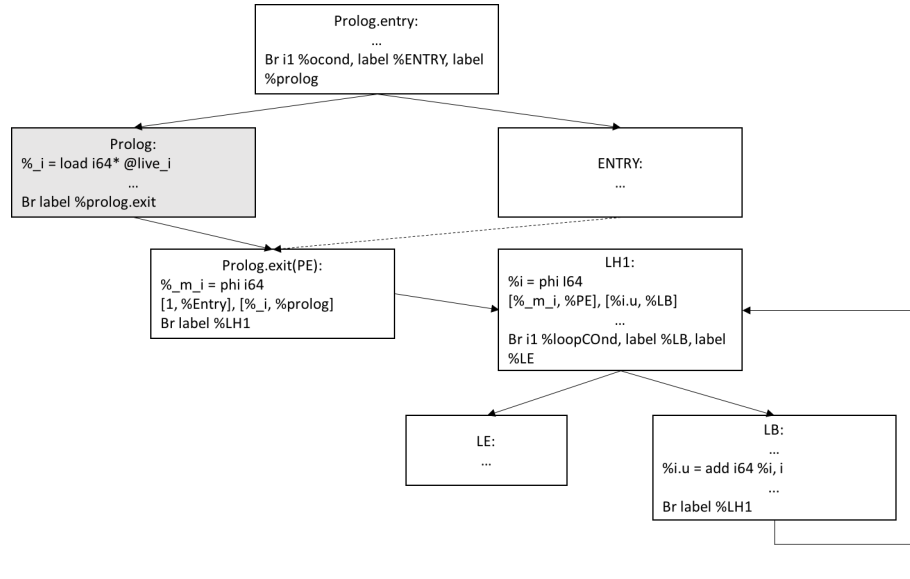 Prolog.entry:
...
Br i1 %ocond, label %ENTRY, label
%prolog
Prolog:
%_i = load i64* @live_i
...
Br label %prolog.exit
ENTRY:
...
Prolog.exit(PE):
%_m_i = phi i64
[1, %Entry], [%_i, %prolog]
Br label %LH1
LH1:
%i = phi I64
[%_m_i, %PE], [%i.u, %LB]
...
Br i1 %loopCOnd, label %LB, label
%LE
LE:
...
LB:
...
%i.u = add i64 %i, i
...
Br label %LH1